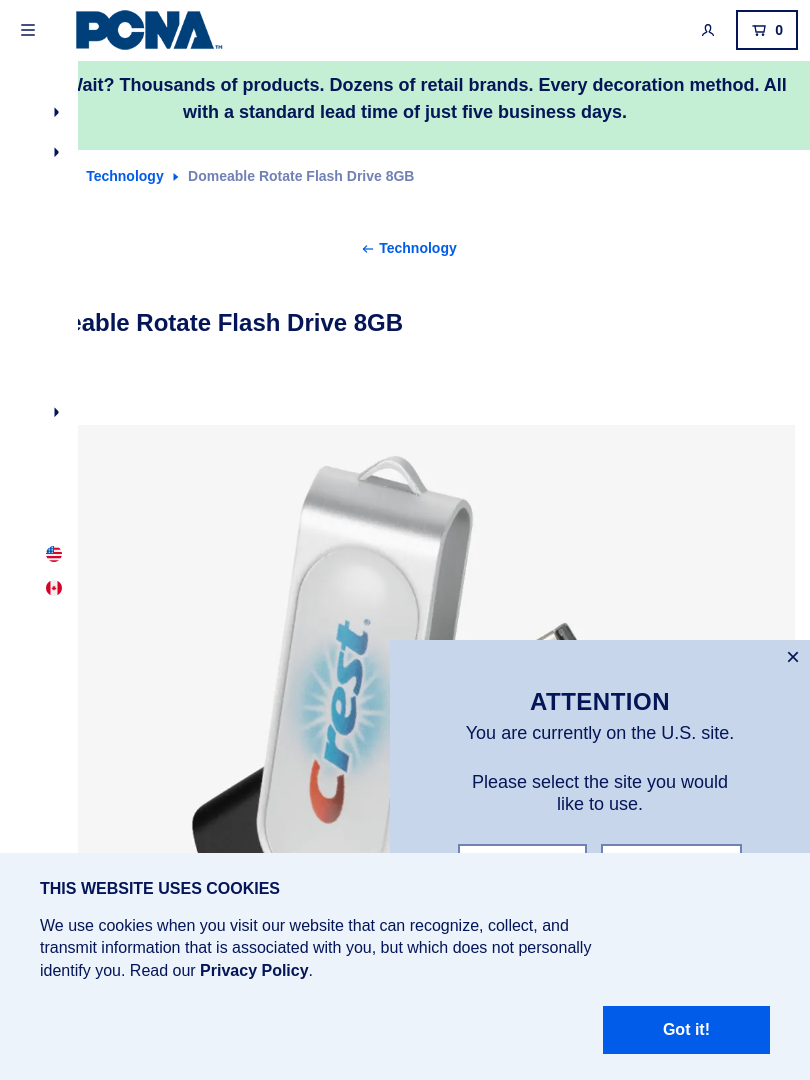 PCNA™
0
Wait? Thousands of products. Dozens of retail brands. Every decoration method. All
with a standard lead time of just five business days.
Technology
Domeable Rotate Flash Drive 8GB
Technology
eable Rotate Flash Drive 8GB
Crest®
ATTENTION
You are currently on the U.S. site.
Please select the site you would
like to use.
THIS WEBSITE USES COOKIES
We use cookies when you visit our website that can recognize, collect, and
transmit information that is associated with you, but which does not personally
identify you. Read our Privacy Policy.
Got it!